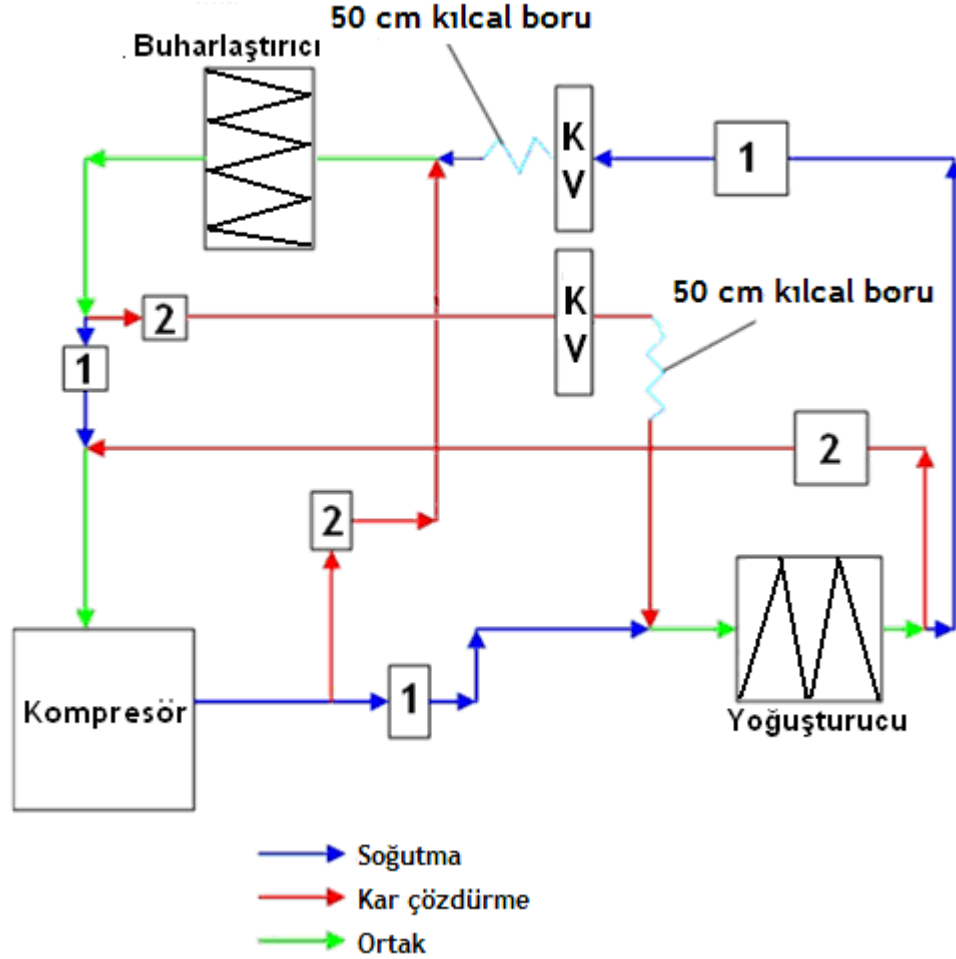 50 cm kılcal boru
. Buharlaştırıcı
K
V
1
K
V
50 cm kılcal boru
2
1
2
2
1
Kompresör
Yoğuşturucu
Soğutma
Kar çözdürme
Ortak